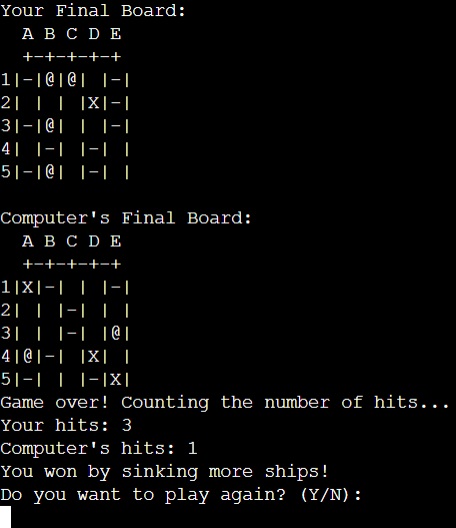 Your Final Board:
  A B C D E
  +-+-+-+-+
1|-|@|@| |-|
2| | | |X|-|
3|-|@| | |-|
4| |-| |-| |
5|-|@| |-| |

Computer's Final Board:
  A B C D E
  +-+-+-+-+
1|X|-| | |-|
2| | |-| | |
3| | |-| |@|
4|@|-| |X| |
5|-| | |-|X|
Game over! Counting the number of hits...
Your hits: 3
Computer's hits: 1
You won by sinking more ships!
Do you want to play again? (Y/N):